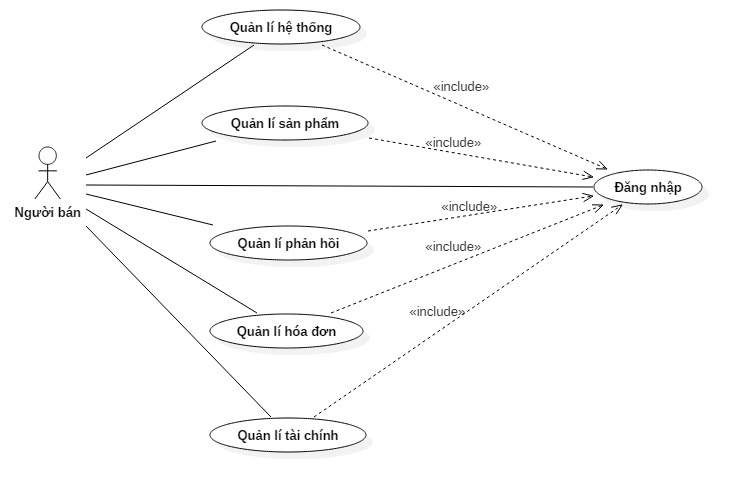 Quản lí hệ thống
«include»
Quản lí sản phẩm
«include»
Đăng nhập
Người bán
«include»
Quản lí phản hồi
«include»
«include»
Quản lí hóa đơn
Quản lí tài chính